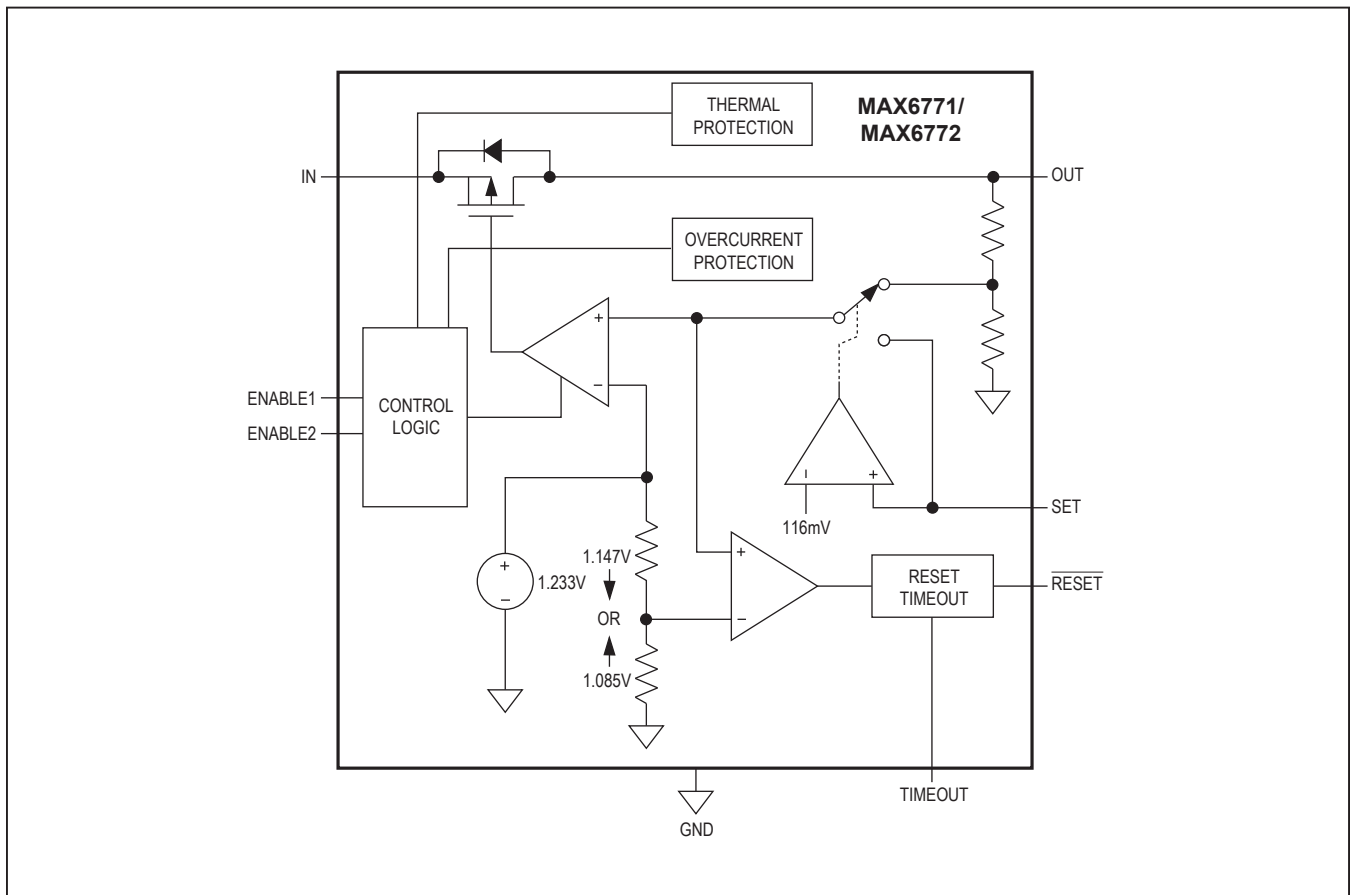 THERMAL
PROTECTION
MAX6771/
MAX6772
IN
OUT
OVERCURRENT
PROTECTION
+
−
ENABLE1
ENABLE2
CONTROL
LOGIC
− +
116mV
SET
+
−
1.233V
1.147V
OR
1.085V
+
−
RESET
TIMEOUT
RESET
TIMEOUT
GND